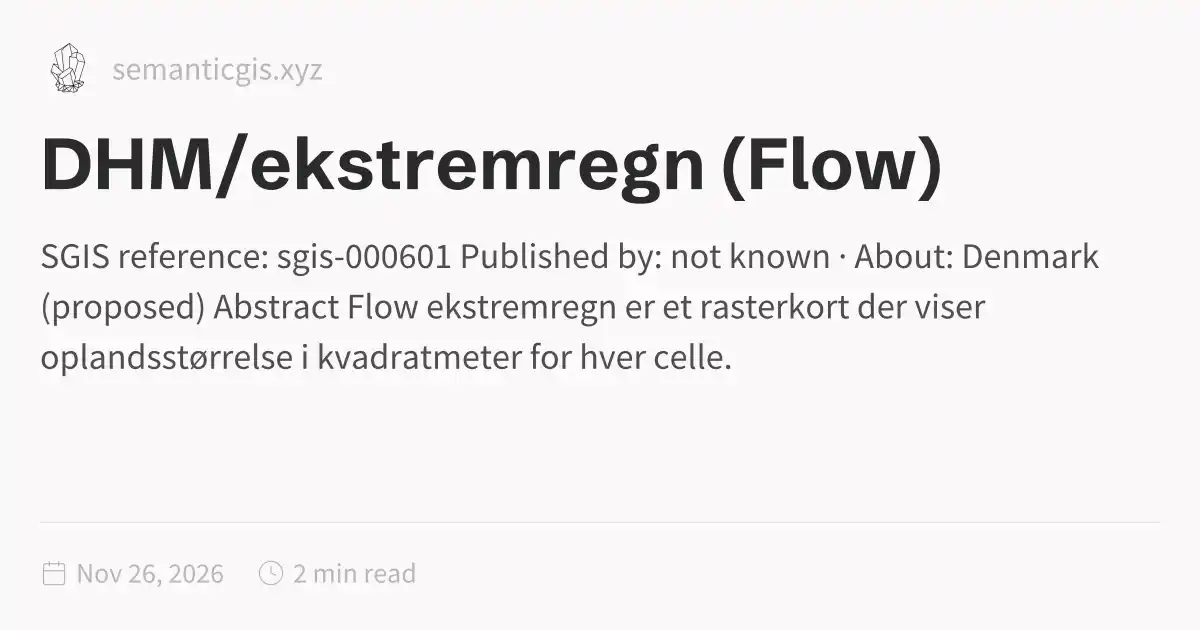 semanticgis.xyz
DHM/ekstremregn (Flow)
SGIS reference: sgis-000601 Published by: not known · About: Denmark
(proposed) Abstract Flow ekstremregn er et rasterkort der viser
oplandsstørrelse i kvadratmeter for hver celle.
Nov 26, 2026 2 min read